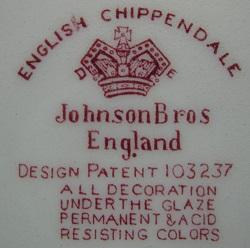 ENGLISH CHIPPENDALE
D E
Johnson Bros
England
DESIGN PATENT 103237
ALL DECORATION
UNDER THE GLAZE
PERMANENT & ACID
RESISTING COLORS